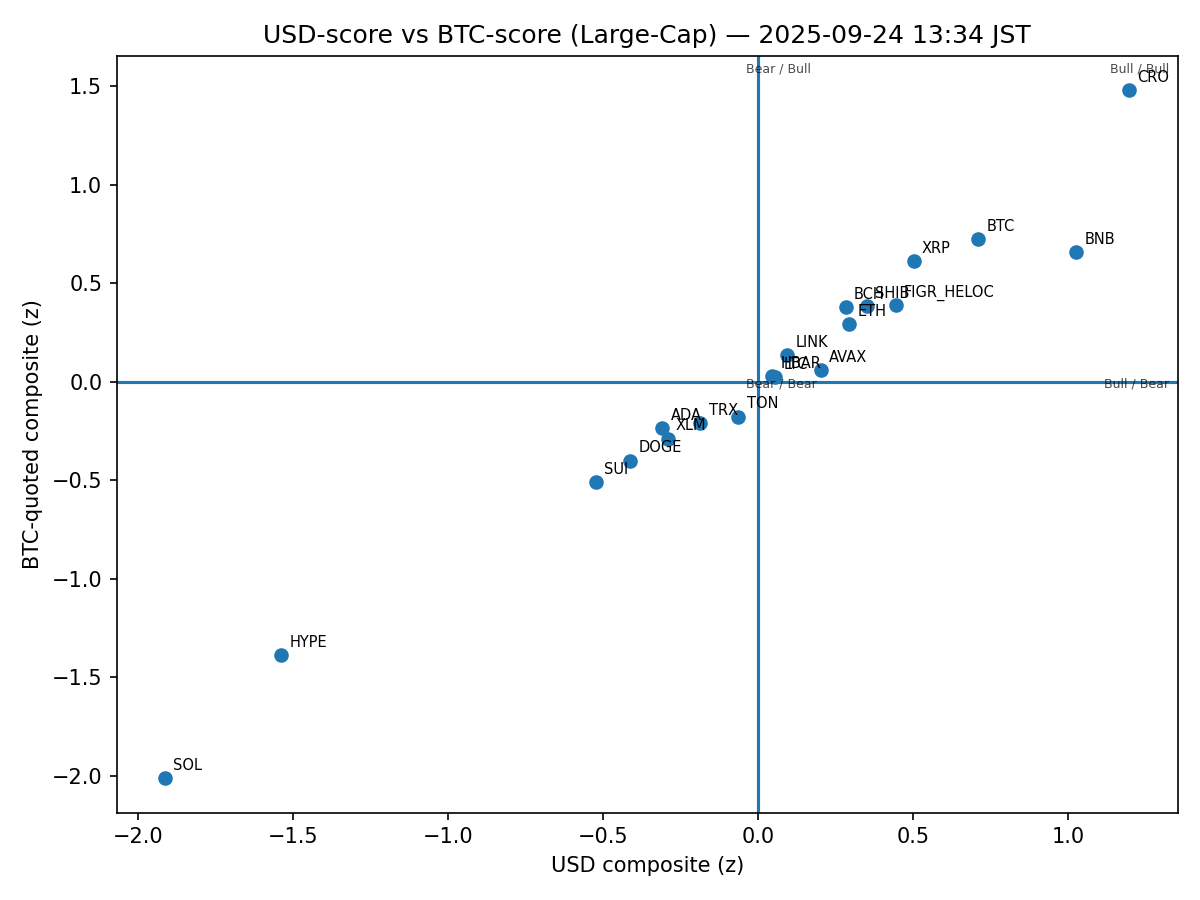 USD-score vs BTC-score (Large-Cap) — 2025-09-24 13:34 JST
Bear / Bull
Bull / Bull
CRO
BTC
BNB
XRP
BCH
SHIB
FIGR_HELOC
ETH
LINK
HBAR
LTC
AVAX
Bear / Bear
Bull / Bear
TON
TRX
ADA
XLM
DOGE
SUI
HYPE
SOL
1.5
1.0
0.5
0.0
−0.5
−1.0
−1.5
−2.0
BTC-quoted composite (z)
−2.0
−1.5
−1.0
−0.5
0.0
0.5
1.0
USD composite (z)